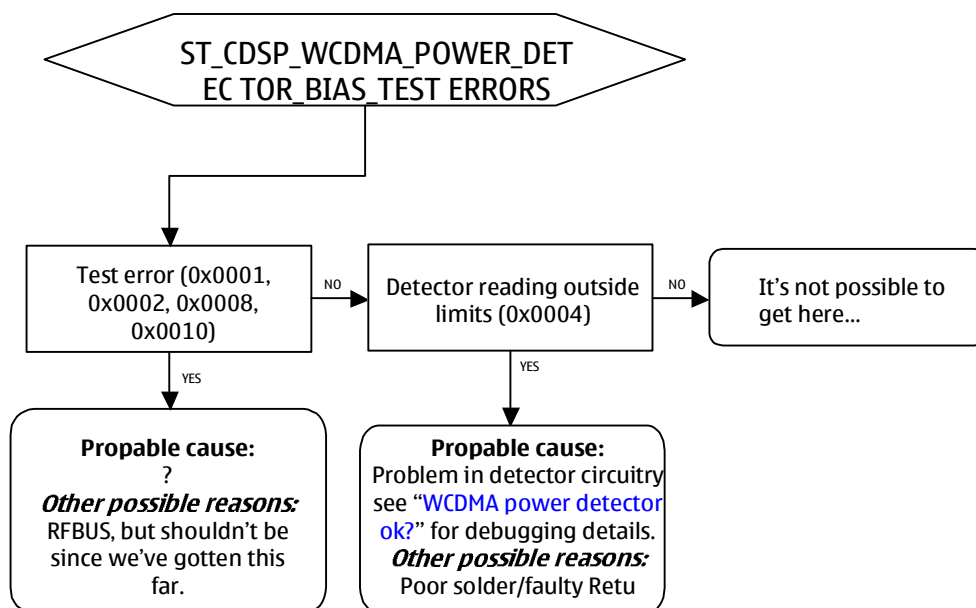 ST_CDSP_WCDMA_POWER_DET
EC TOR_BIAS_TEST ERRORS
Test error (0x0001,
0x0002, 0x0008,
0x0010)
NO
Detector reading outside
limits (0x0004)
NO
It's not possible to
get here...
YES
YES
Propable cause:
?
Other possible reasons:
RFBUS, but shouldn't be
since we've gotten this
far.
Propable cause:
Problem in detector circuitry
see “WCDMA power detector
ok?” for debugging details.
Other possible reasons:
Poor solder/faulty Retu